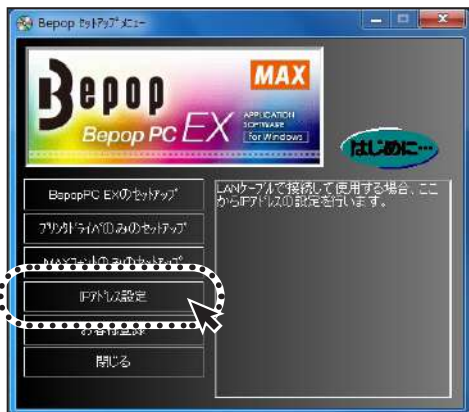 Bepop ｾｯﾄｱｯﾌﾟﾒﾆｭｰ
Bepop
MAX
Bepop PC EX
APPLICATION
SOFTWARE
for Windows
はじめに…
BepopPC EXのｾｯﾄｱｯﾌﾟ
ﾌﾟﾘﾝﾀﾄﾞﾗｲﾊﾞのみのｾｯﾄｱｯﾌﾟ
MAXﾌｫﾝﾄのみのｾｯﾄｱｯﾌﾟ
IPｱﾄﾞﾚｽ設定
お客様登録
閉じる
LANｹｰﾌﾞﾙで接続して使用する場合、ここ
からIPｱﾄﾞﾚｽの設定を行います。